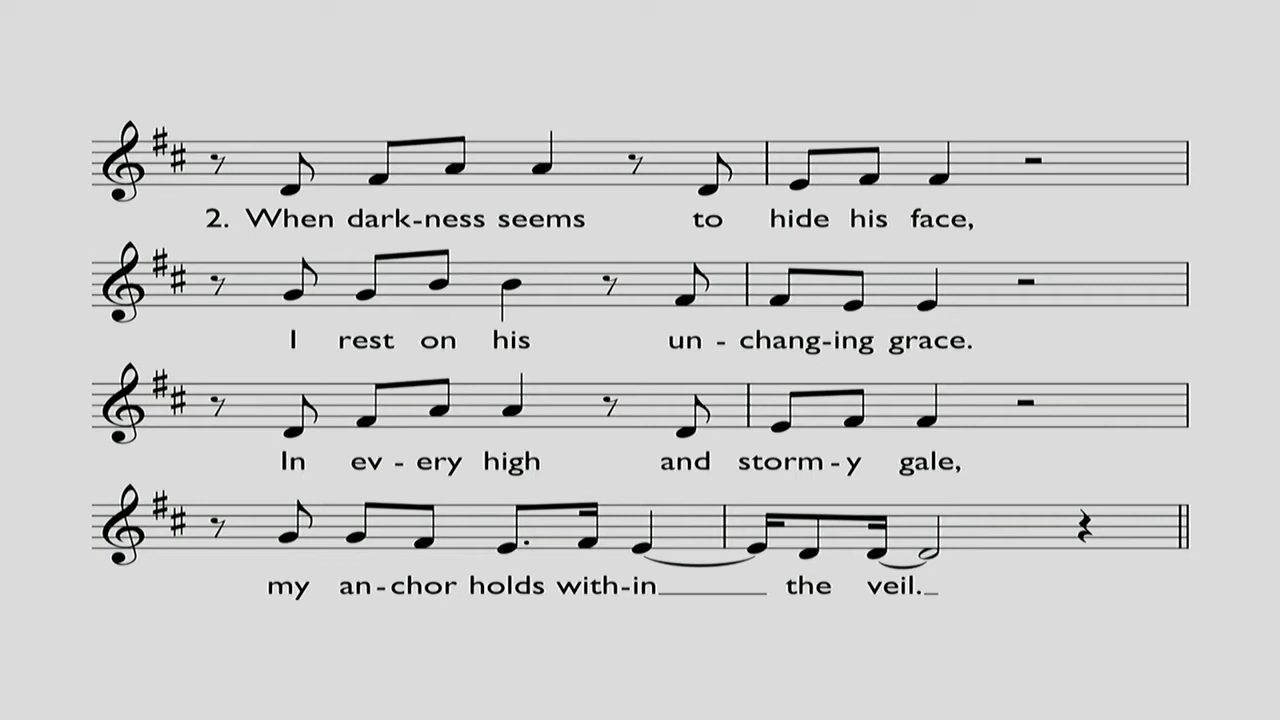 2. When dark-ness seems to hide his face,
I rest on his un - chang-ing grace.
In ev - ery high and storm - y gale,
my an - chor holds with-in the veil.